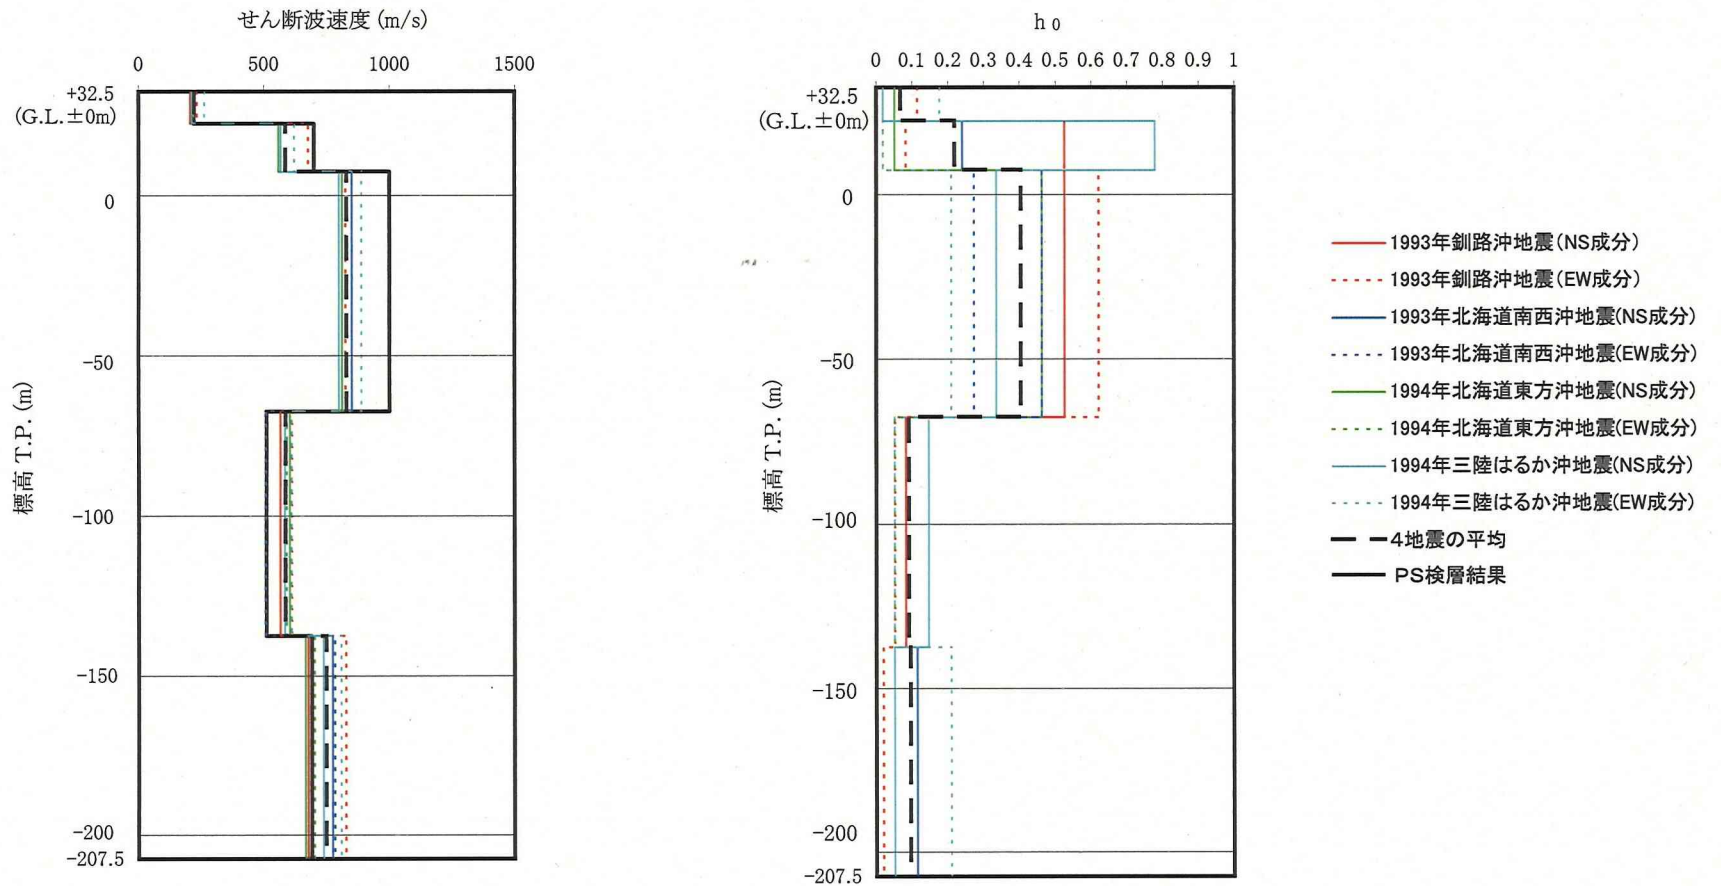 せん断波速度 (m/s)
0 500 1000 1500
+32.5
(G.L.±0m)
0
-50
-100
-150
-200
-207.5
標高 T.P. (m)
h0
0 0.1 0.2 0.3 0.4 0.5 0.6 0.7 0.8 0.9 1
+32.5
(G.L.±0m)
0
-50
-100
-150
-200
-207.5
標高 T.P. (m)
1993年釧路沖地震(NS成分)
1993年釧路沖地震(EW成分)
1993年北海道南西沖地震(NS成分)
1993年北海道南西沖地震(EW成分)
1994年北海道東方沖地震(NS成分)
1994年北海道東方沖地震(EW成分)
1994年三陸はるか沖地震(NS成分)
1994年三陸はるか沖地震(EW成分)
4地震の平均
PS検層結果